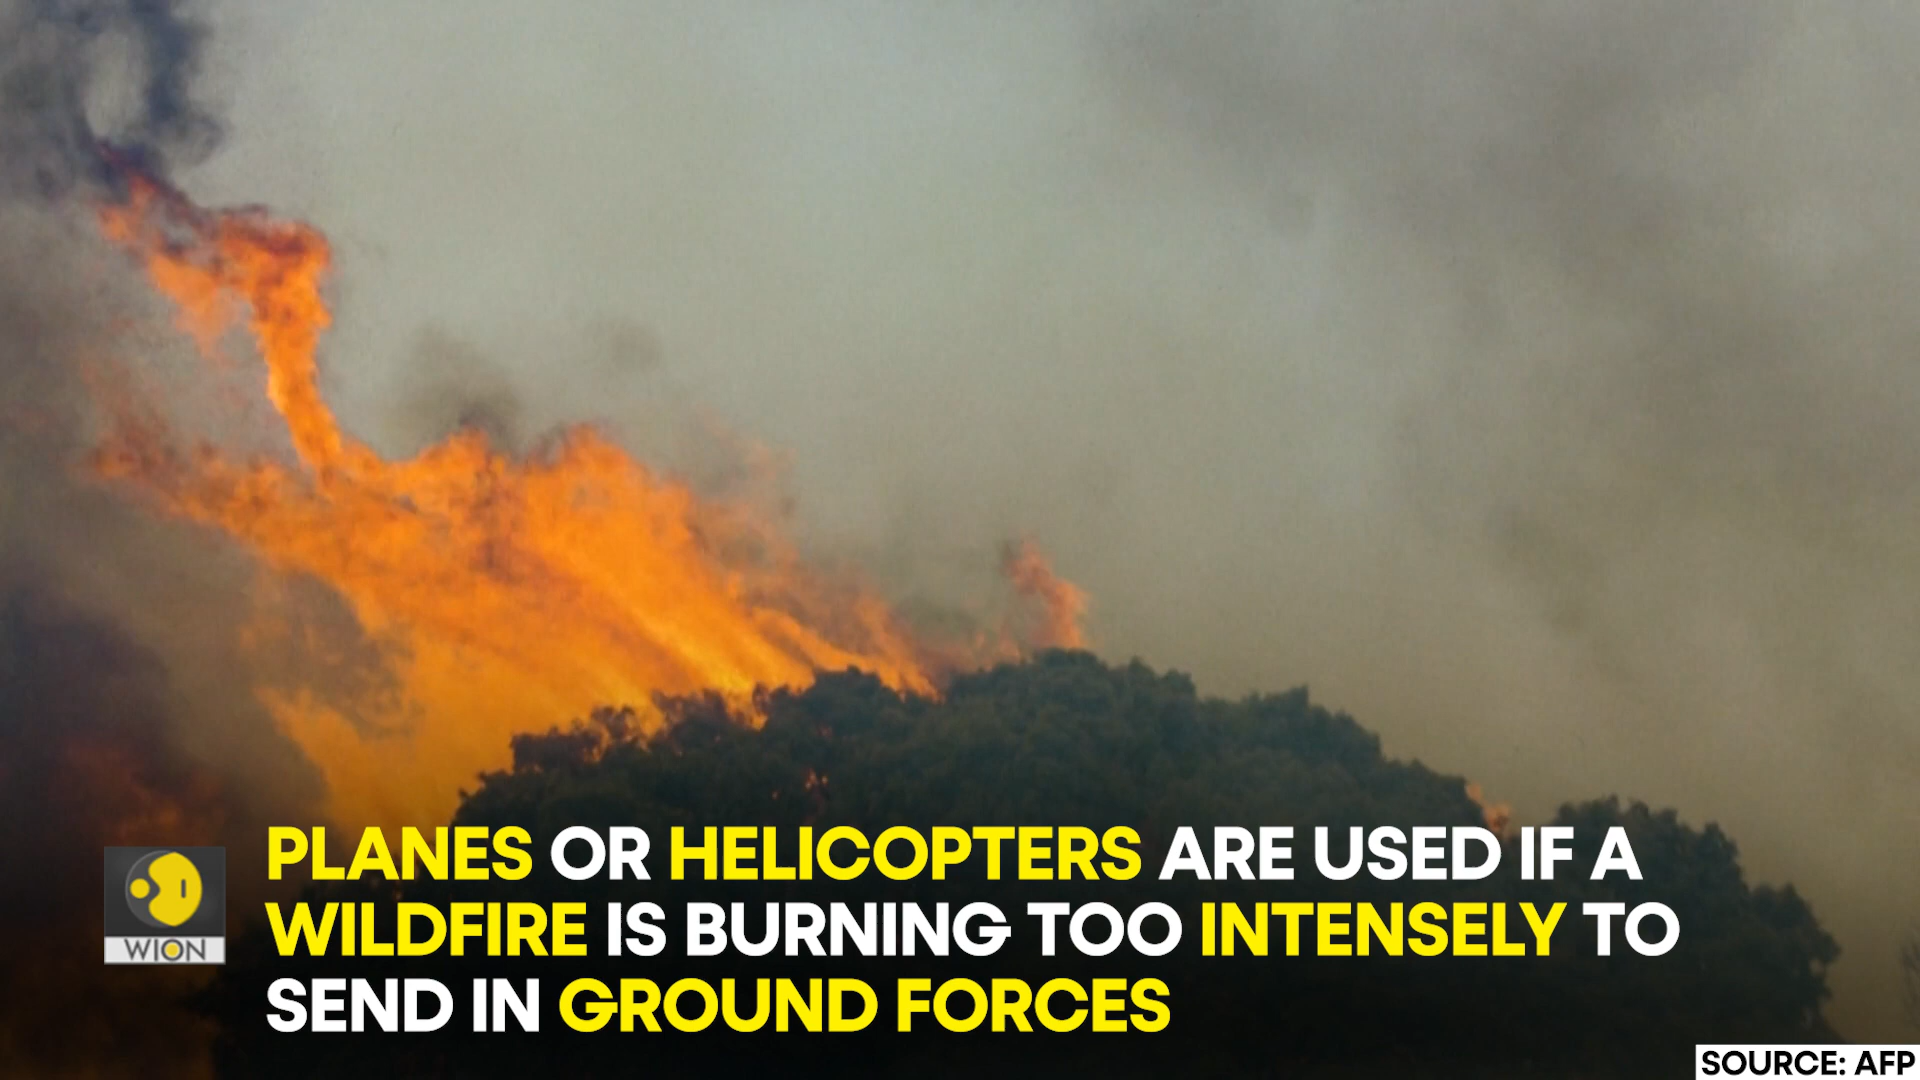 PLANES OR HELICOPTERS ARE USED IF A
WILDFIRE IS BURNING TOO INTENSELY TO
SEND IN GROUND FORCES
WION
SOURCE: AFP